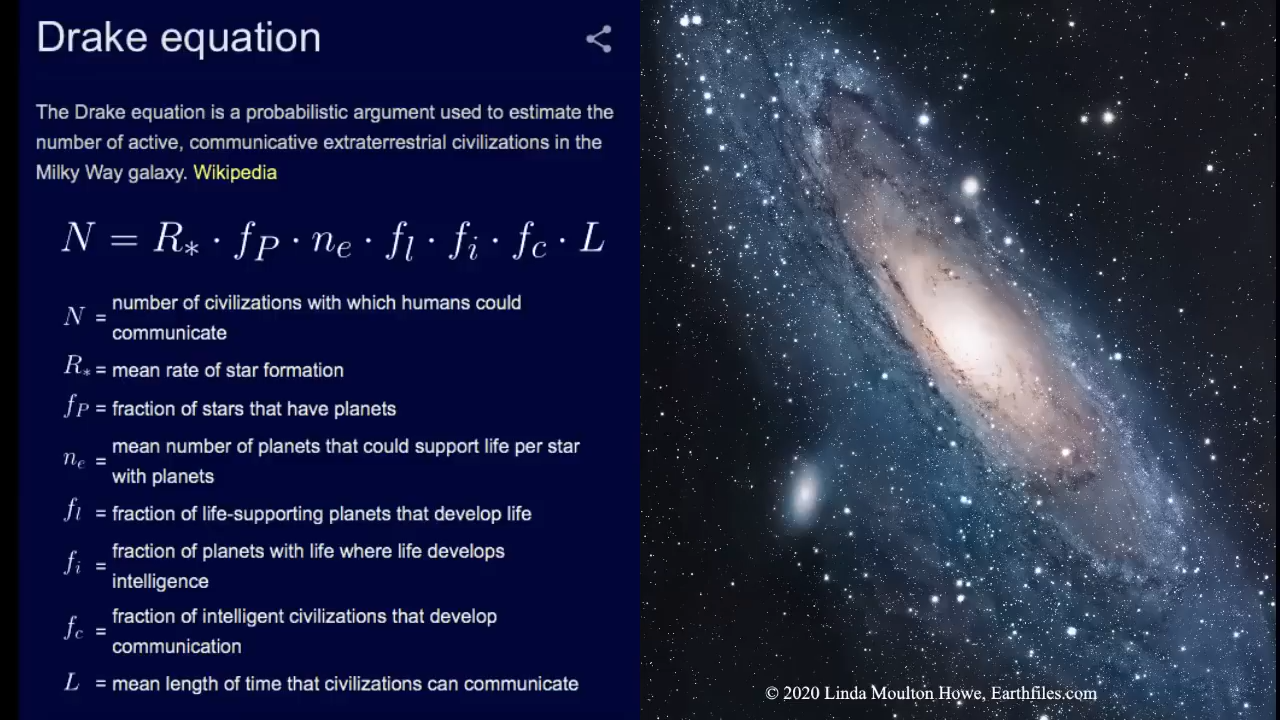 Drake equation
The Drake equation is a probabilistic argument used to estimate the
number of active, communicative extraterrestrial civilizations in the
Milky Way galaxy. Wikipedia
N = R* · fP · ne · fl · fi · fc · L
N = number of civilizations with which humans could
communicate
R* = mean rate of star formation
fP = fraction of stars that have planets
ne = mean number of planets that could support life per star
with planets
fl = fraction of life-supporting planets that develop life
fi = fraction of planets with life where life develops
intelligence
fc = fraction of intelligent civilizations that develop
communication
L = mean length of time that civilizations can communicate
© 2020 Linda Moulton Howe, Earthfiles.com